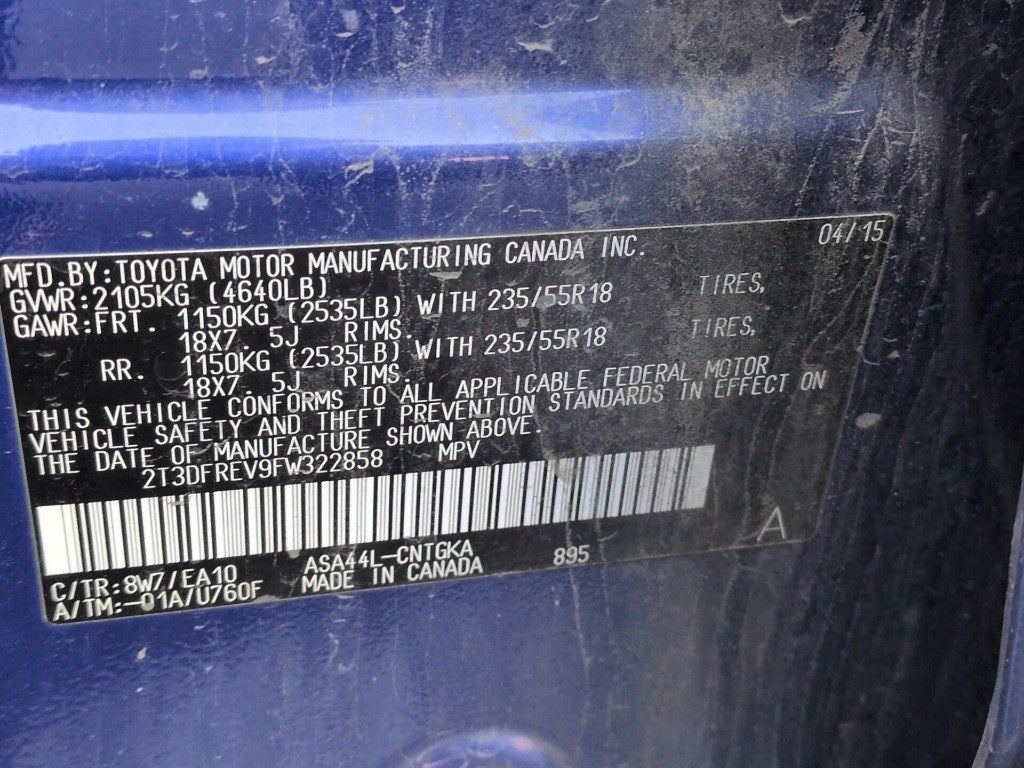 04/15
MFD.BY:TOYOTA MOTOR MANUFACTURING CANADA INC.
GVWR:2105KG (4640LB)
GAWR:FRT. 1150KG (2535LB) WITH 235/55R18 TIRES,
18X7. 5J RIMS.
RR. 1150KG (2535LB) WITH 235/55R18 TIRES,
18X7. 5J RIMS.
THIS VEHICLE CONFORMS TO ALL APPLICABLE FEDERAL MOTOR
VEHICLE SAFETY AND THEFT PREVENTION STANDARDS IN EFFECT ON
THE DATE OF MANUFACTURE SHOWN ABOVE.
2T3DFREV9FW322858 MPV
A
C/TR:8W7/EA10 ASA44L-CNTGKA 895
A/TM:-01A/U760F MADE IN CANADA